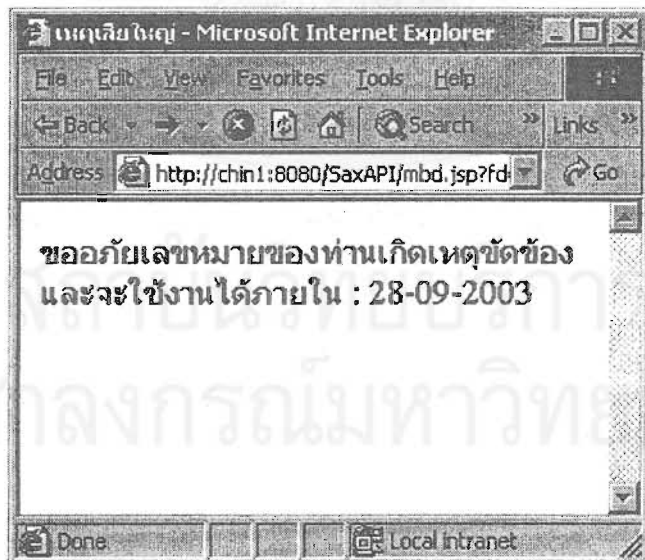 เหตุเสียใหญ่ - Microsoft Internet Explorer
File Edit View Favorites Tools Help
Back Search » Links »
Address http://chin1:8080/SaxAPI/mbd.jsp?fd Go
ขออภัยเลขหมายของท่านเกิดเหตุขัดข้อง
และจะใช้งานได้ภายใน : 28-09-2003
Done Local intranet